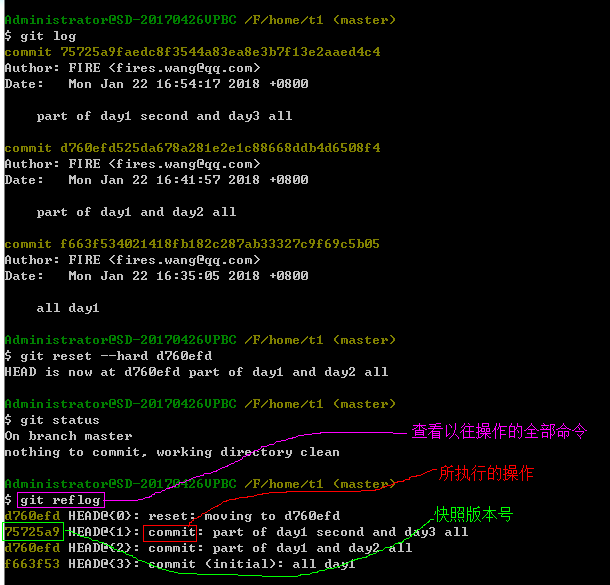 Administrator@SD-20170426VPBC /F/home/t1 (master)
$ git log
commit 75725a9faedc8f3544a83ea8e3b7f13e2aaed4c4
Author: FIRE <fires.wang@qq.com>
Date:   Mon Jan 22 16:54:17 2018 +0800
    part of day1 second and day3 all
commit d760efd525da678a281e2e1c88668ddb4d6508f4
Author: FIRE <fires.wang@qq.com>
Date:   Mon Jan 22 16:41:57 2018 +0800
    part of day1 and day2 all
commit f663f534021418fb182c287ab33327c9f69c5b05
Author: FIRE <fires.wang@qq.com>
Date:   Mon Jan 22 16:35:05 2018 +0800
    all day1
Administrator@SD-20170426VPBC /F/home/t1 (master)
$ git reset --hard d760efd
HEAD is now at d760efd part of day1 and day2 all
Administrator@SD-20170426VPBC /F/home/t1 (master)
$ git status
On branch master
查看以往操作的全部命令
nothing to commit, working directory clean
所执行的操作
Administrator@SD-20170426VPBC /F/home/t1 (master)
$ git reflog
快照版本号
d760efd HEAD@{0}: reset: moving to d760efd
75725a9 HEAD@{1}: commit: part of day1 second and day3 all
d760efd HEAD@{2}: commit: part of day1 and day2 all
f663f53 HEAD@{3}: commit (initial): all day1